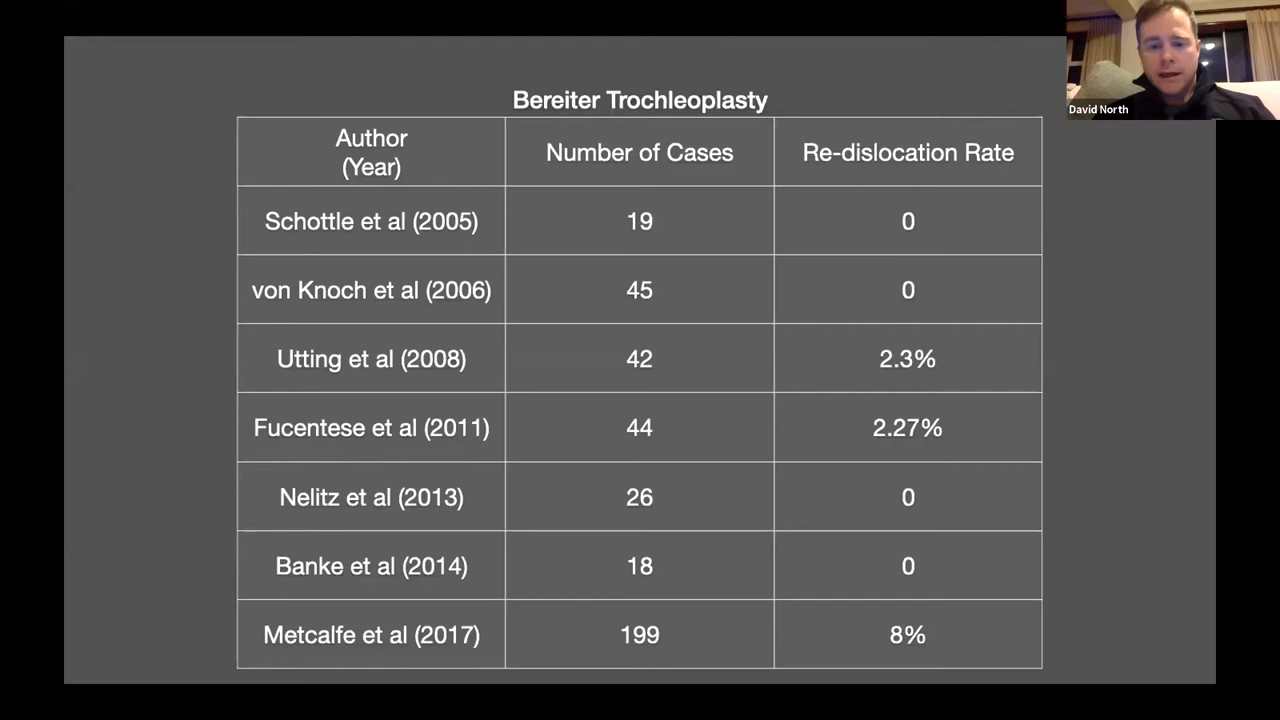 David North
Bereiter Trochleoplasty
Author
(Year)
Number of Cases
Re-dislocation Rate
Schottle et al (2005)
19
0
von Knoch et al (2006)
45
0
Utting et al (2008)
42
2.3%
Fucentese et al (2011)
44
2.27%
Nelitz et al (2013)
26
0
Banke et al (2014)
18
0
Metcalfe et al (2017)
199
8%